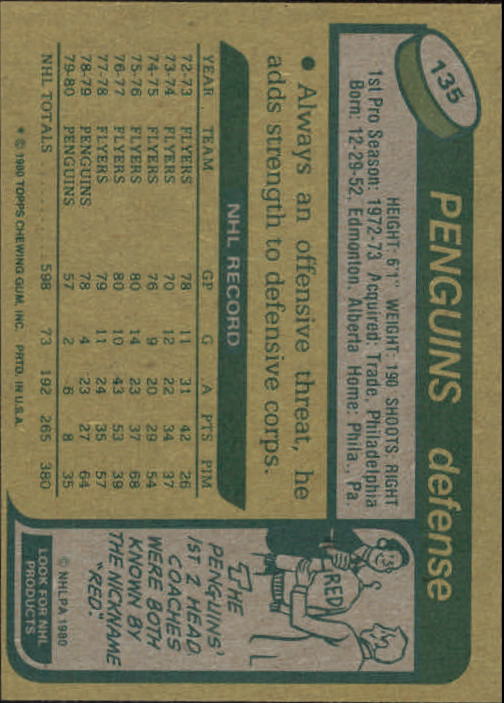 135
PENGUINS defense
HEIGHT: 6'1" WEIGHT: 190 SHOOTS: RIGHT
1st Pro Season: 1972-73 Acquired: Trade, Philadelphia
Born: 12-29-52, Edmonton, Alberta Home: Phila., Pa
• Always an offensive threat, he
adds strength to defensive corps.
NHL RECORD
YEAR TEAM GP G A PTS PIM
72-73 FLYERS 78 11 31 42 26
73-74 FLYERS 70 12 22 34 37
74-75 FLYERS 76 9 20 29 54
75-76 FLYERS 80 14 23 37 68
76-77 FLYERS 80 10 43 53 39
77-78 FLYERS 79 11 24 35 57
78-79 PENGUINS 78 4 23 27 64
79-80 PENGUINS 57 2 6 8 35
NHL TOTALS . . . . . . . . 598 73 192 265 380
* © 1980 TOPPS CHEWING GUM, INC. PRTD. IN U.S.A.
RED
THE
PENGUINS'
1ST 2 HEAD
COACHES
WERE BOTH
KNOWN BY
THE NICKNAME
"RED."
© NHLPA 1980
LOOK FOR NHL
PRODUCTS